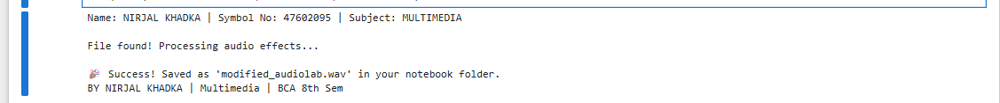 Name: NIRJAL KHADKA | Symbol No: 47602095 | Subject: MULTIMEDIA
File found! Processing audio effects...
🎉 Success! Saved as 'modified_audiolab.wav' in your notebook folder.
BY NIRJAL KHADKA | Multimedia | BCA 8th Sem